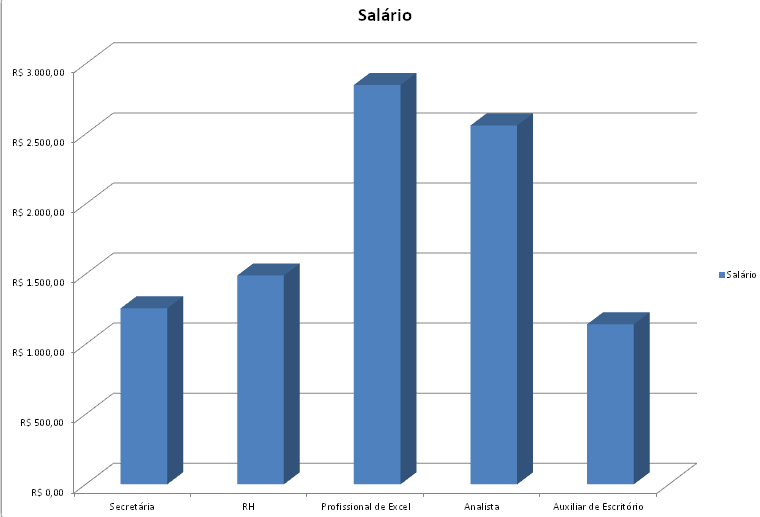 Salário
R$ 3.000,00
R$ 2.500,00
R$ 2.000,00
R$ 1.500,00
R$ 1.000,00
R$ 500,00
R$ 0,00
Secretária
RH
Profissional de Excel
Analista
Auxiliar de Escritório
Salário